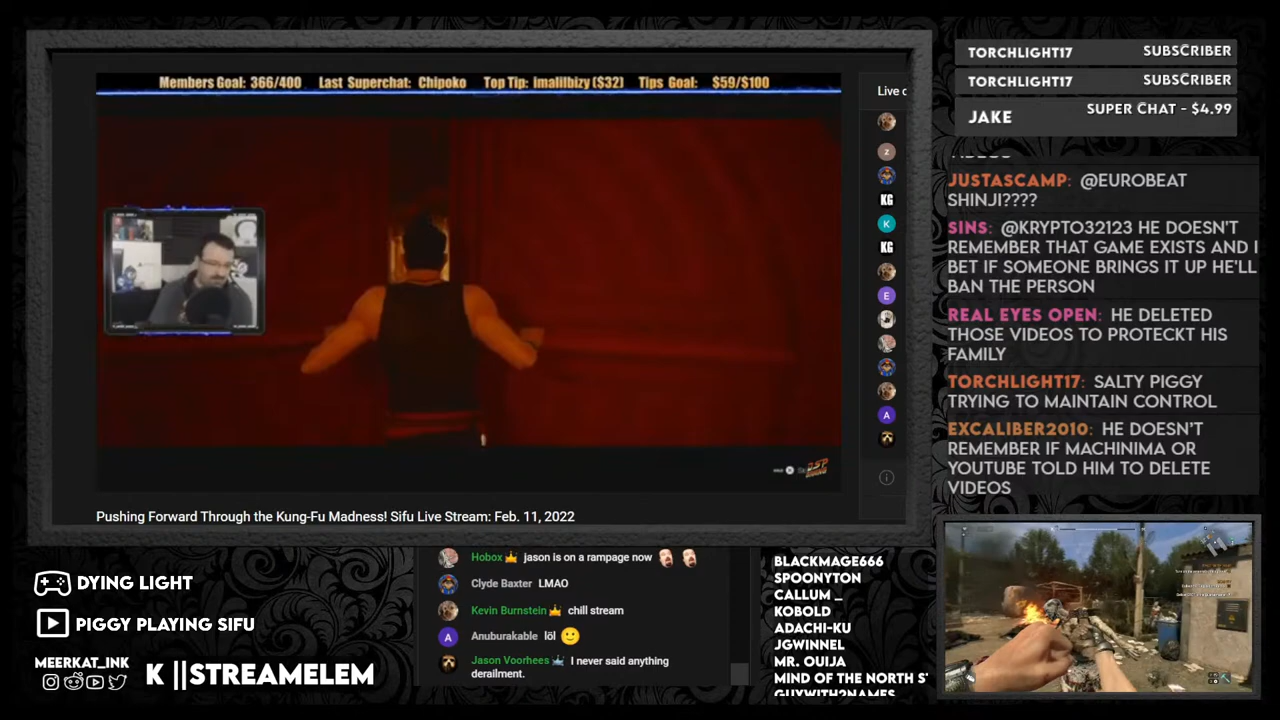 Members Goal: 366/400 Last Superchat: Chipoko Top Tip: imalilbizy ($32) Tips Goal: $59/$100
Live c
z
KG
K
KG
E
A
DSP
Pushing Forward Through the Kung-Fu Madness! Sifu Live Stream: Feb. 11, 2022
TORCHLIGHT17 SUBSCRIBER
TORCHLIGHT17 SUBSCRIBER
JAKE SUPER CHAT - $4.99
JUSTASCAMP: @EUROBEAT
SHINJI????
SINS: @KRYPTO32123 HE DOESN'T
REMEMBER THAT GAME EXISTS AND I
BET IF SOMEONE BRINGS IT UP HE'LL
BAN THE PERSON
REAL EYES OPEN: HE DELETED
THOSE VIDEOS TO PROTECKT HIS
FAMILY
TORCHLIGHT17: SALTY PIGGY
TRYING TO MAINTAIN CONTROL
EXCALIBER2010: HE DOESN'T
REMEMBER IF MACHINIMA OR
YOUTUBE TOLD HIM TO DELETE
VIDEOS
DYING LIGHT
PIGGY PLAYING SIFU
MEERKAT_INK
K ||STREAMELEM
Hobox jason is on a rampage now
Clyde Baxter LMAO
Kevin Burnstein chill stream
A
Anuburakable löl
Jason Voorhees I never said anything
derailment.
BLACKMAGE666
SPOONYTON
CALLUM _
KOBOLD
ADACHI-KU
JGWINNEL
MR. OUIJA
MIND OF THE NORTH S
GUYWITH2NAMES